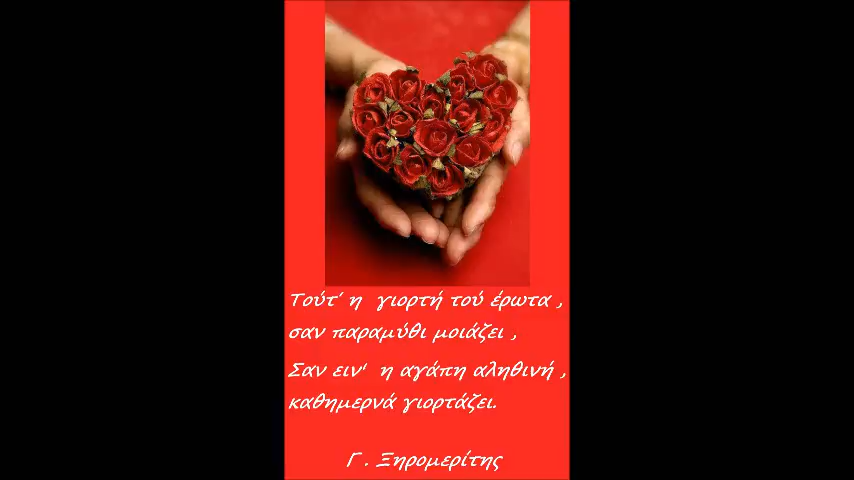 Τούτ' η γιορτή τού έρωτα ,
σαν παραμύθι μοιάζει ,
Σαν ειν' η αγάπη αληθινή ,
καθημερνά γιορτάζει.
Γ . Ξηρομερίτης